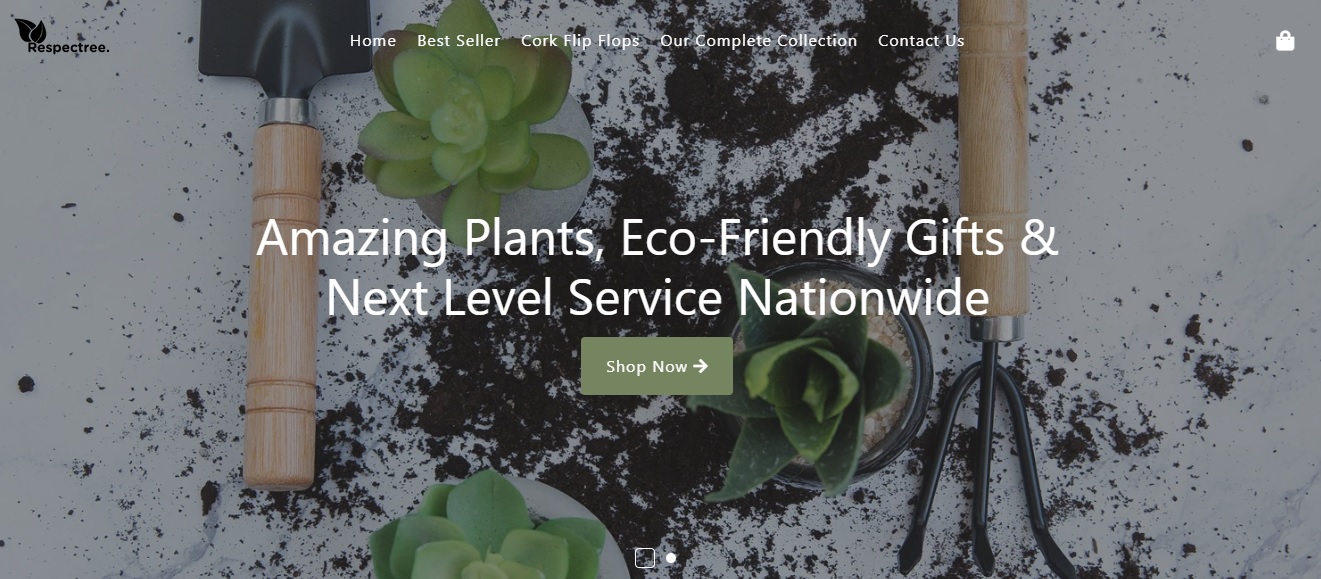 Respectree.
Home Best Seller Cork Flip Flops Our Complete Collection Contact Us
Amazing Plants, Eco-Friendly Gifts &
Next Level Service Nationwide
Shop Now